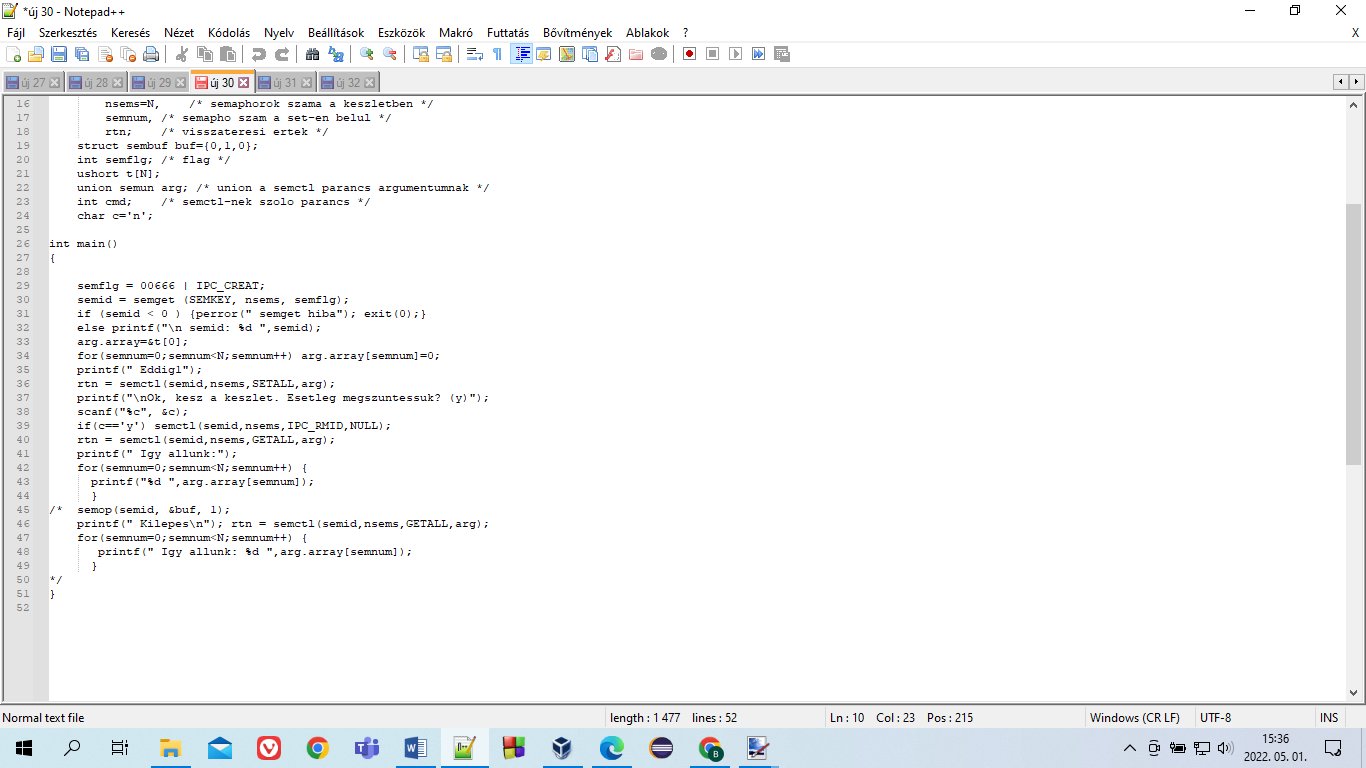 *új 30 - Notepad++
Fájl Szerkesztés Keresés Nézet Kódolás Nyelv Beállítások Eszközök Makró Futtatás Bővítmények Ablakok ? X
új 27 új 28 új 29 új 30 új 31 új 32
16 nsems=N, /* semaphorok szama a keszletben */
17 semnum, /* semapho szam a set-en belul */
18 rtn; /* visszateresi ertek */
19 struct sembuf buf={0,1,0};
20 int semflg; /* flag */
21 ushort t[N];
22 union semun arg; /* union a semctl parancs argumentumnak */
23 int cmd; /* semctl-nek szolo parancs */
24 char c='n';
25
26 int main()
27 {
28
29 semflg = 00666 | IPC_CREAT;
30 semid = semget (SEMKEY, nsems, semflg);
31 if (semid < 0 ) {perror(" semget hiba"); exit(0);}
32 else printf("\n semid: %d ",semid);
33 arg.array=&t[0];
34 for(semnum=0;semnum<N;semnum++) arg.array[semnum]=0;
35 printf(" Eddig1");
36 rtn = semctl(semid,nsems,SETALL,arg);
37 printf("\nOk, kesz a keszlet. Esetleg megszuntessuk? (y)");
38 scanf("%c", &c);
39 if(c=='y') semctl(semid,nsems,IPC_RMID,NULL);
40 rtn = semctl(semid,nsems,GETALL,arg);
41 printf(" Igy allunk:");
42 for(semnum=0;semnum<N;semnum++) {
43 printf("%d ",arg.array[semnum]);
44 }
45 /* semop(semid, &buf, 1);
46 printf(" Kilepes\n"); rtn = semctl(semid,nsems,GETALL,arg);
47 for(semnum=0;semnum<N;semnum++) {
48 printf(" Igy allunk: %d ",arg.array[semnum]);
49 }
50 */
51 }
52
Normal text file length : 1 477 lines : 52 Ln : 10 Col : 23 Pos : 215 Windows (CR LF) UTF-8 INS
15:36
2022. 05. 01.